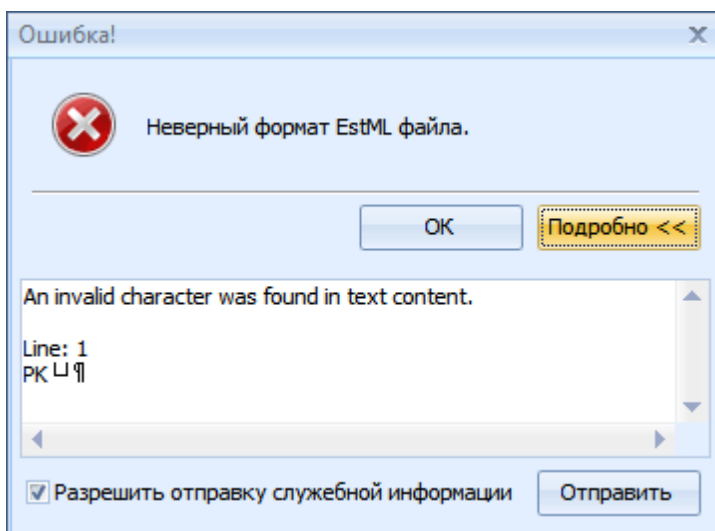 Ошибка!
Неверный формат EstML файла.
ОК
Подробно <<
An invalid character was found in text content.
Line: 1
PK└┘¶
Разрешить отправку служебной информации
Отправить